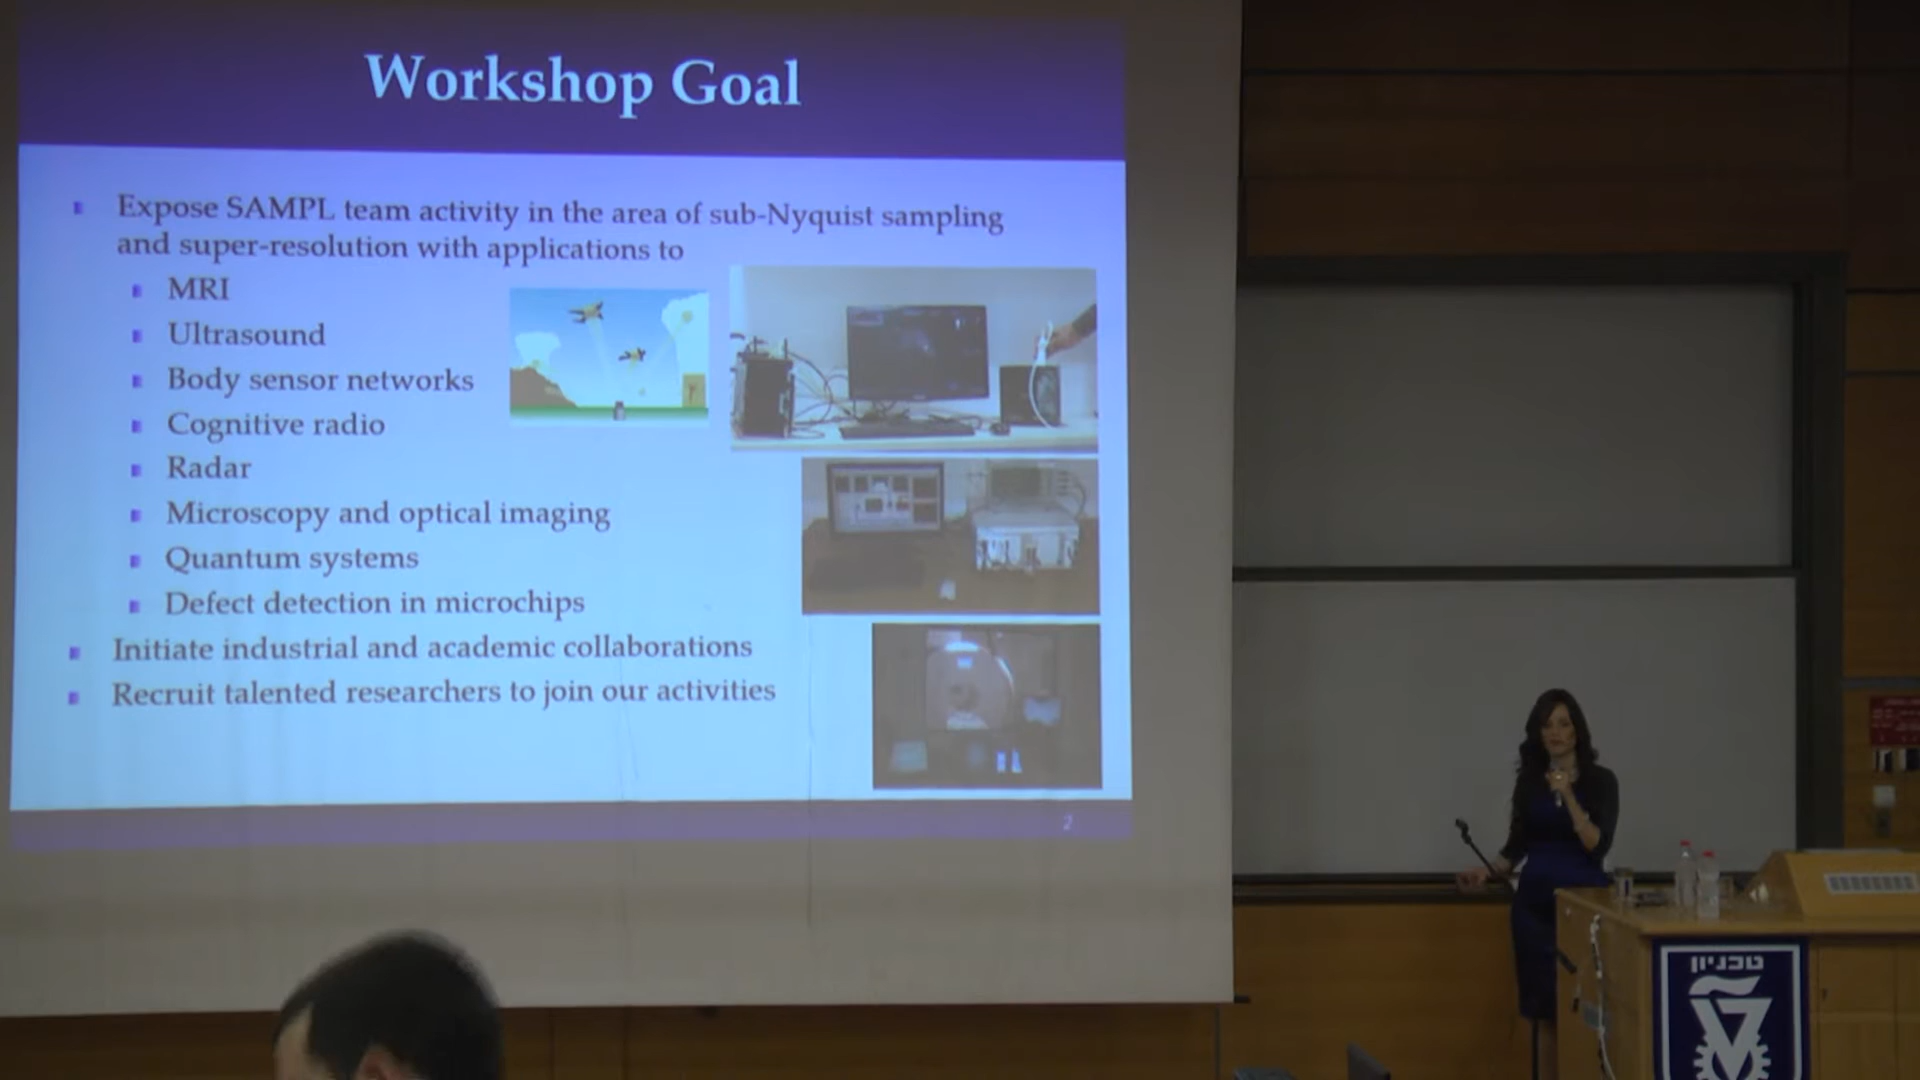 Workshop Goal
Expose SAMPL team activity in the area of sub-Nyquist sampling
and super-resolution with applications to
MRI
Ultrasound
Body sensor networks
Cognitive radio
Radar
Microscopy and optical imaging
Quantum systems
Defect detection in microchips
Initiate industrial and academic collaborations
Recruit talented researchers to join our activities
2
טכניון